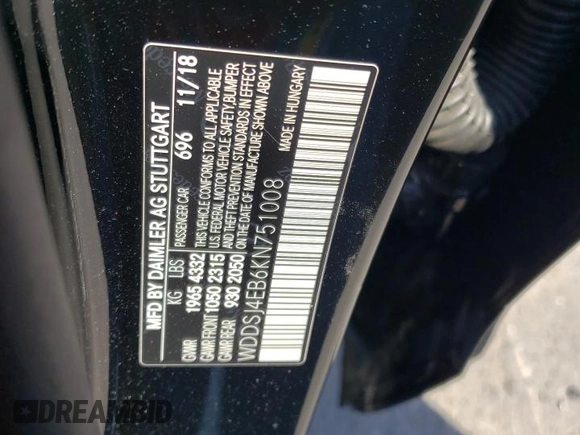 MFD BY DAIMLER AG STUTTGART
KG LBS PASSENGER CAR 696 11/18
GMWR 1965 4332 THIS VEHICLE CONFORMS TO ALL APPLICABLE
GAWR FRONT 1050 2315 U.S. FEDERAL MOTOR VEHICLE SAFETY, BUMPER
GAWR REAR 930 2050 AND THEFT PREVENTION STANDARDS IN EFFECT
ON THE DATE OF MANUFACTURE SHOWN ABOVE
WDDSJ4EB6KN751008 MADE IN HUNGARY
DREAMBID